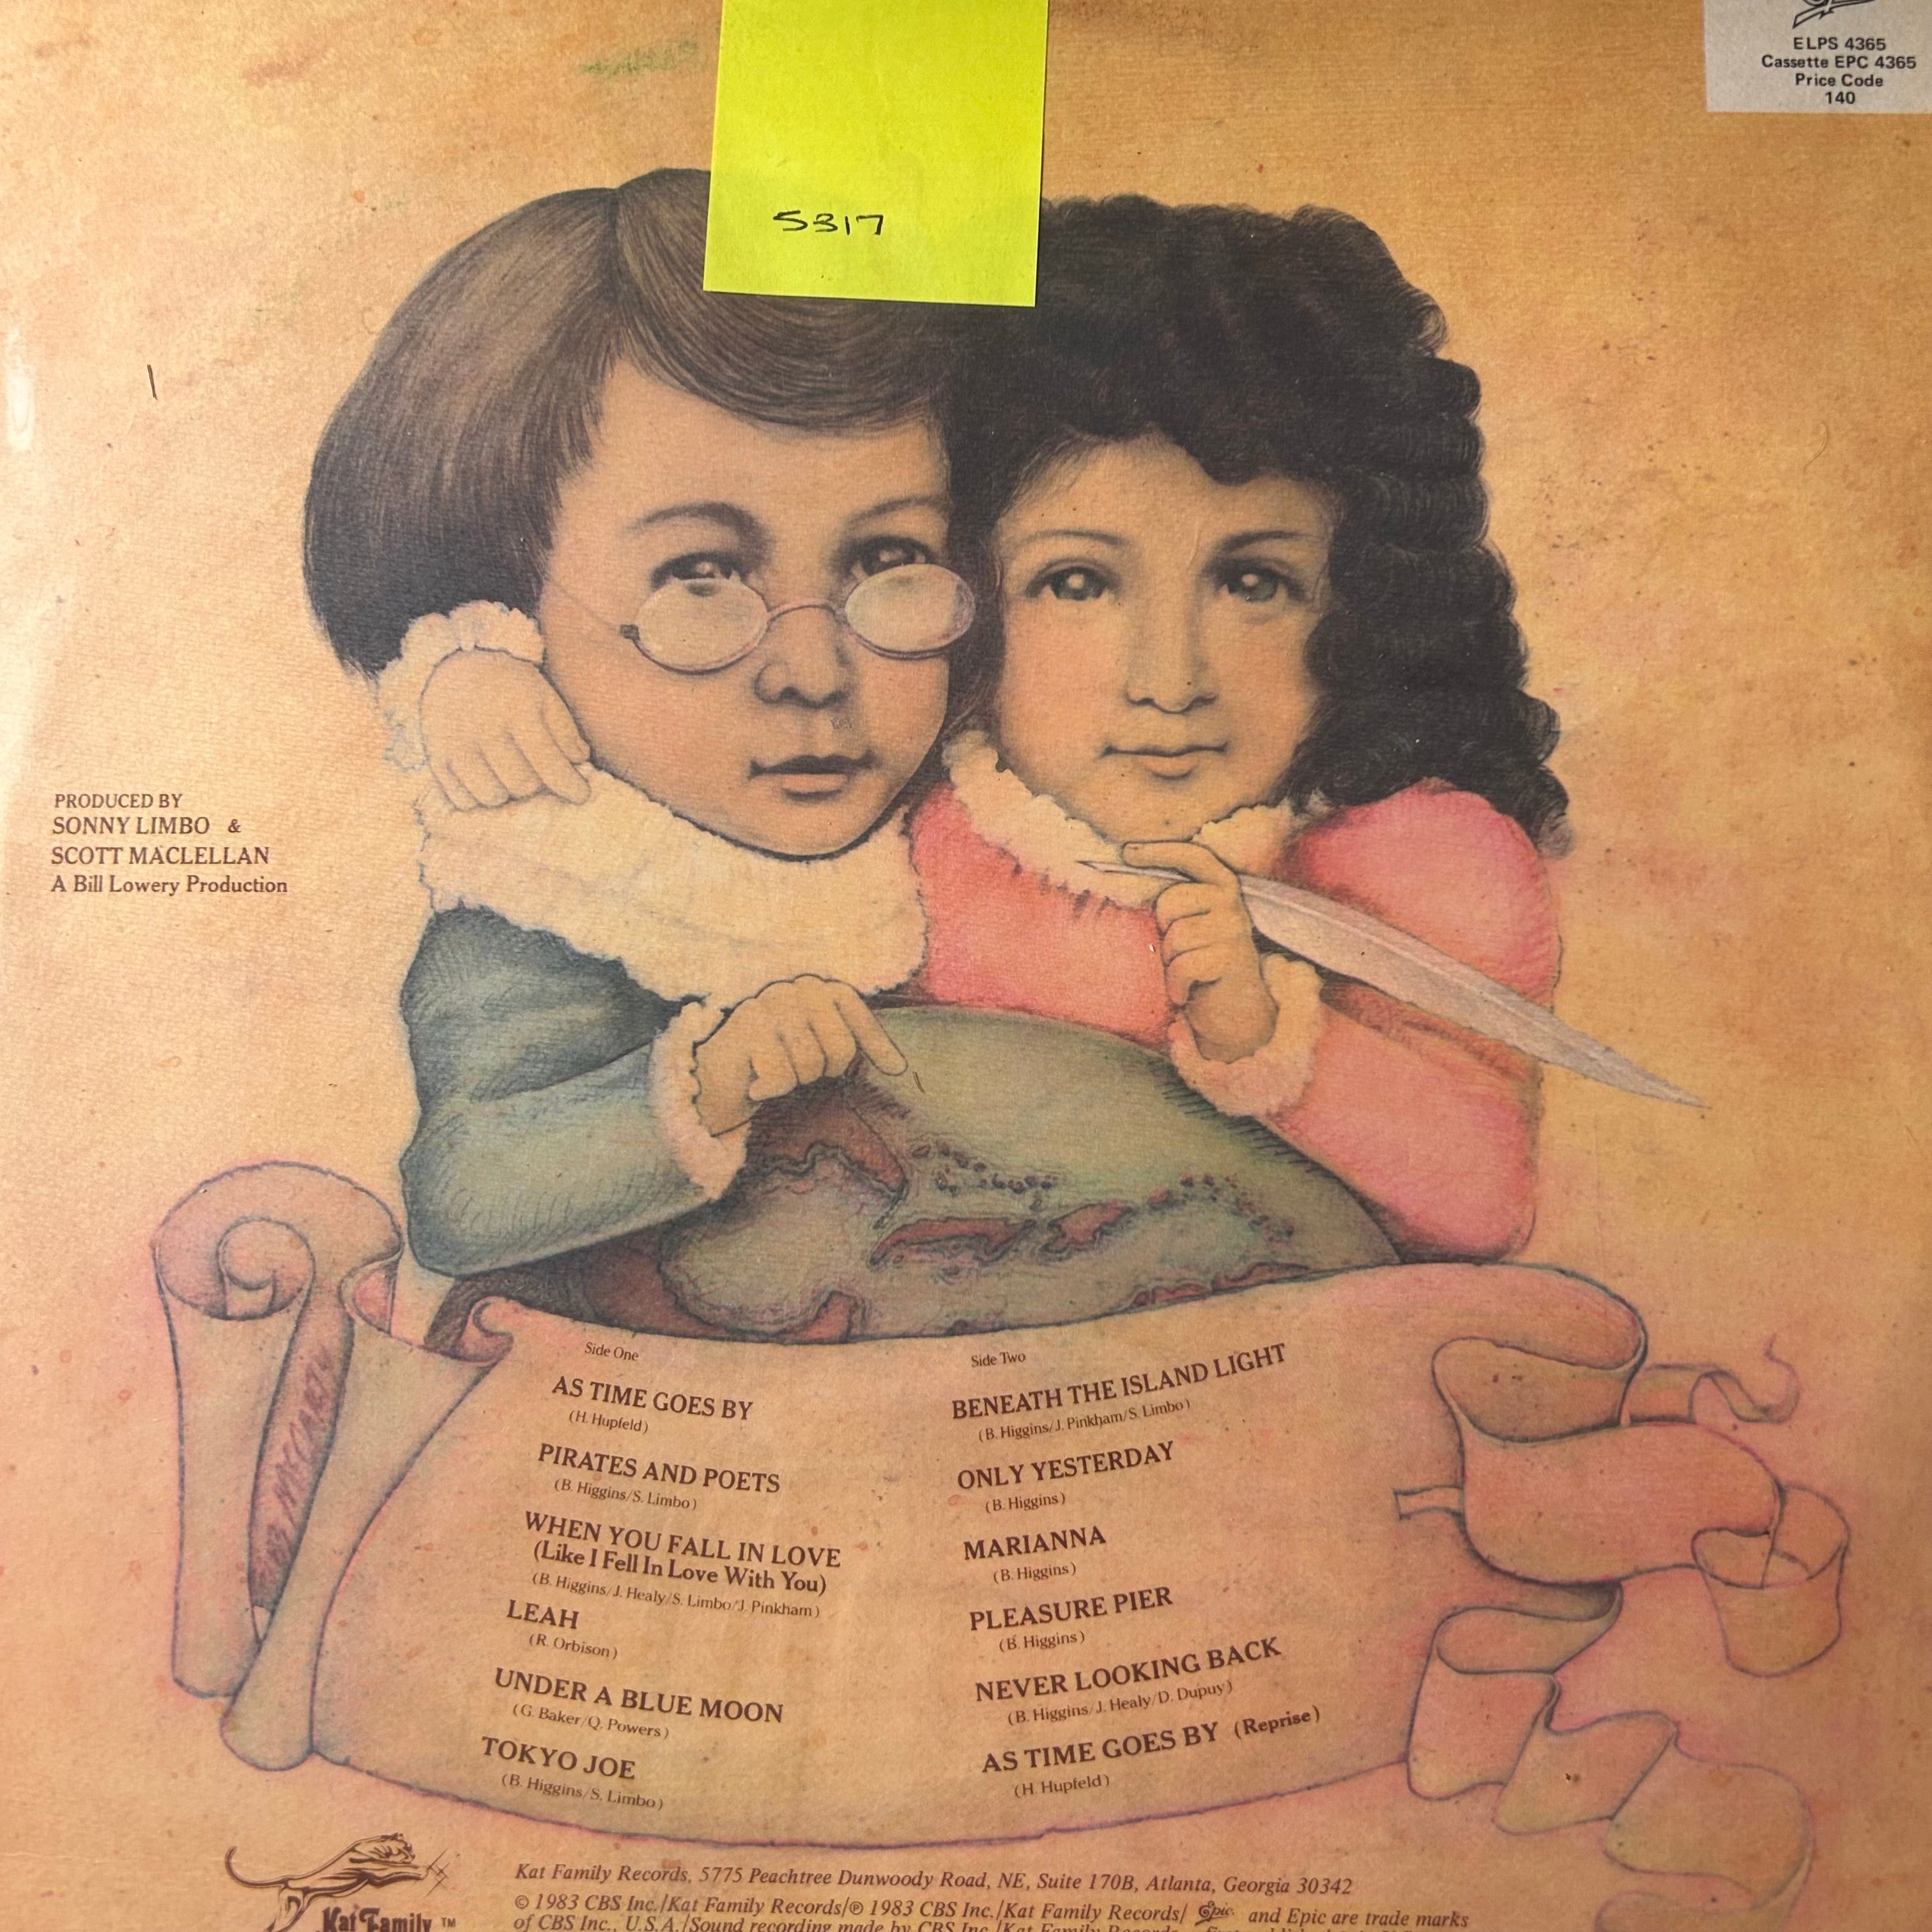 ELPS 4365
Cassette EPC 4365
Price Code
140
5317
PRODUCED BY
SONNY LIMBO &
SCOTT MACLELLAN
A Bill Lowery Production
Side One
AS TIME GOES BY
(H. Hupfeld)
PIRATES AND POETS
(B. Higgins/S. Limbo)
WHEN YOU FALL IN LOVE
(Like I Fell In Love With You)
(B. Higgins/J. Healy/S. Limbo/J. Pinkham)
LEAH
(R. Orbison)
UNDER A BLUE MOON
(G. Baker/Q. Powers)
TOKYO JOE
(B. Higgins/S. Limbo)
Side Two
BENEATH THE ISLAND LIGHT
(B. Higgins/J. Pinkham/S. Limbo)
ONLY YESTERDAY
(B. Higgins)
MARIANNA
(B. Higgins)
PLEASURE PIER
(B. Higgins)
NEVER LOOKING BACK
(B. Higgins/J. Healy/D. Dupuy)
AS TIME GOES BY (Reprise)
(H. Hupfeld)
Kat Family ™
Kat Family Records, 5775 Peachtree Dunwoody Road, NE, Suite 170B, Atlanta, Georgia 30342
© 1983 CBS Inc./Kat Family Records/℗ 1983 CBS Inc./Kat Family Records/ Epic and Epic are trade marks
of CBS Inc., U.S.A./Sound recording made by CBS Inc./Kat Family Records